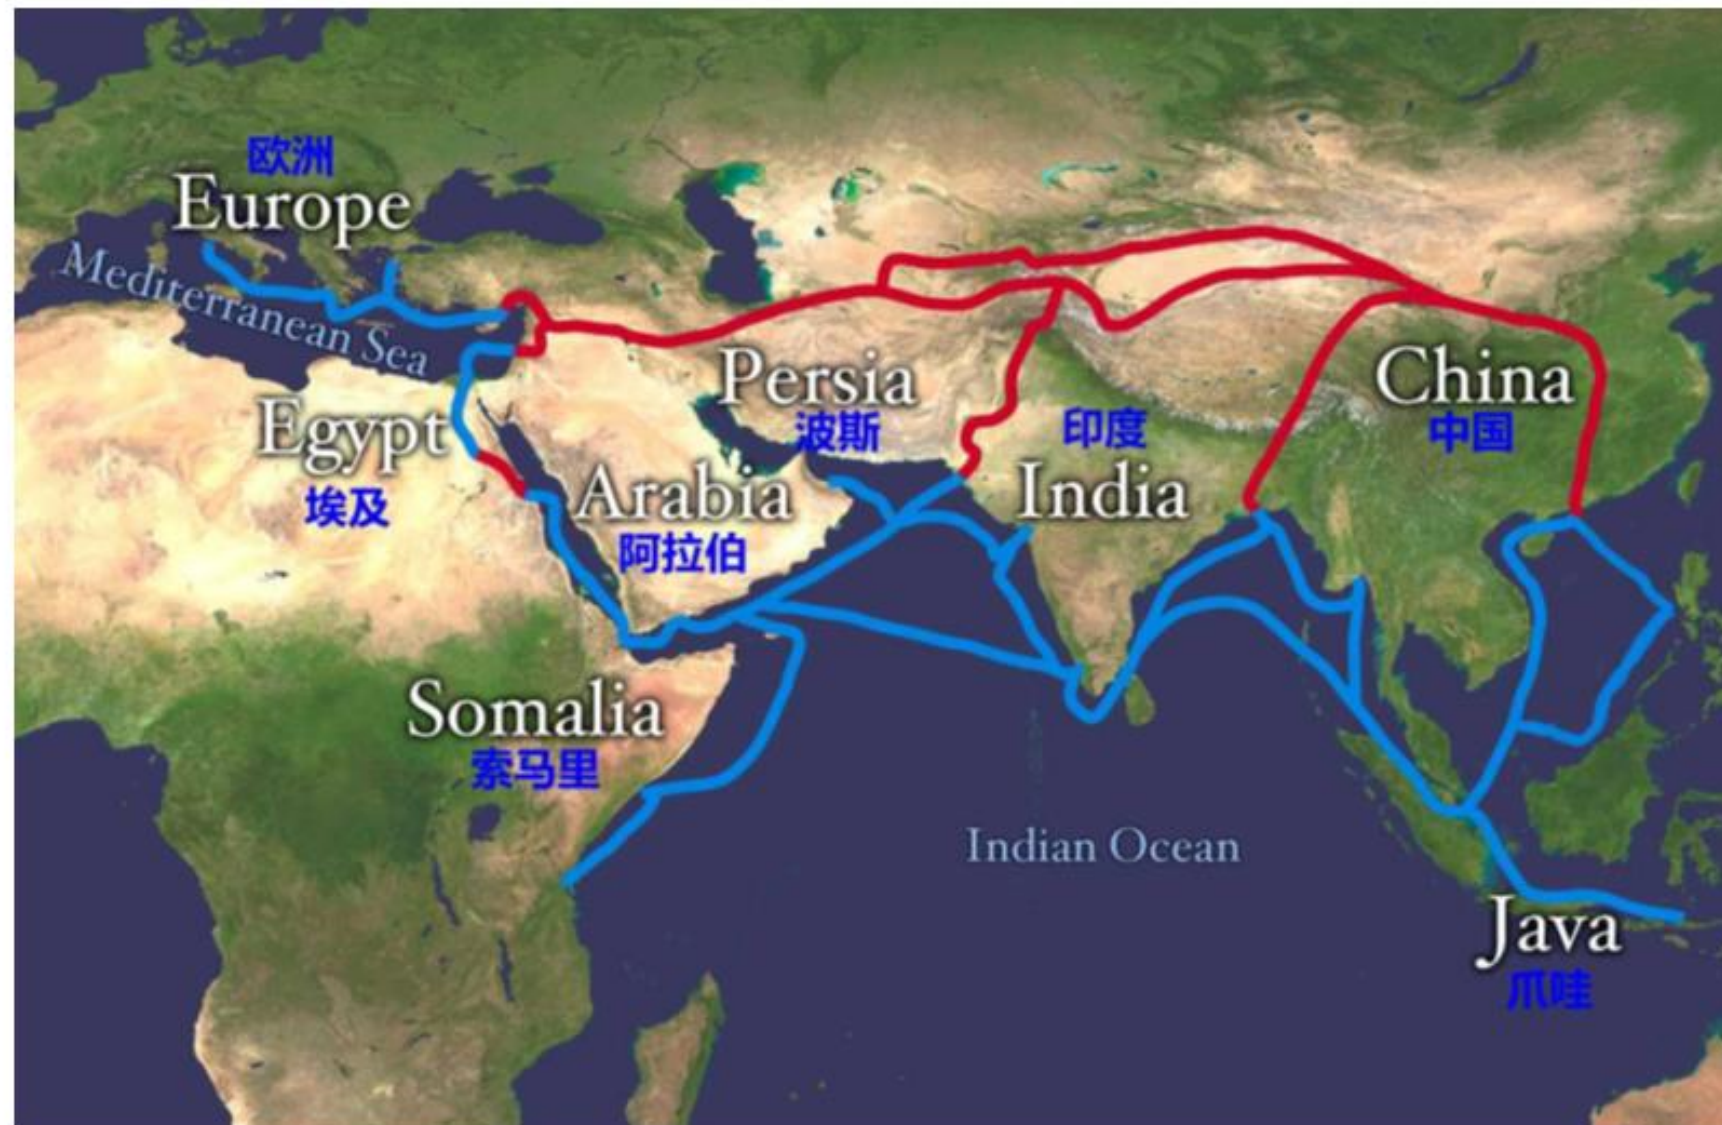 欧洲
Europe
Mediterranean Sea
Persia
波斯
China
中国
Egypt
埃及
印度
India
Arabia
阿拉伯
Somalia
索马里
Indian Ocean
Java
爪哇